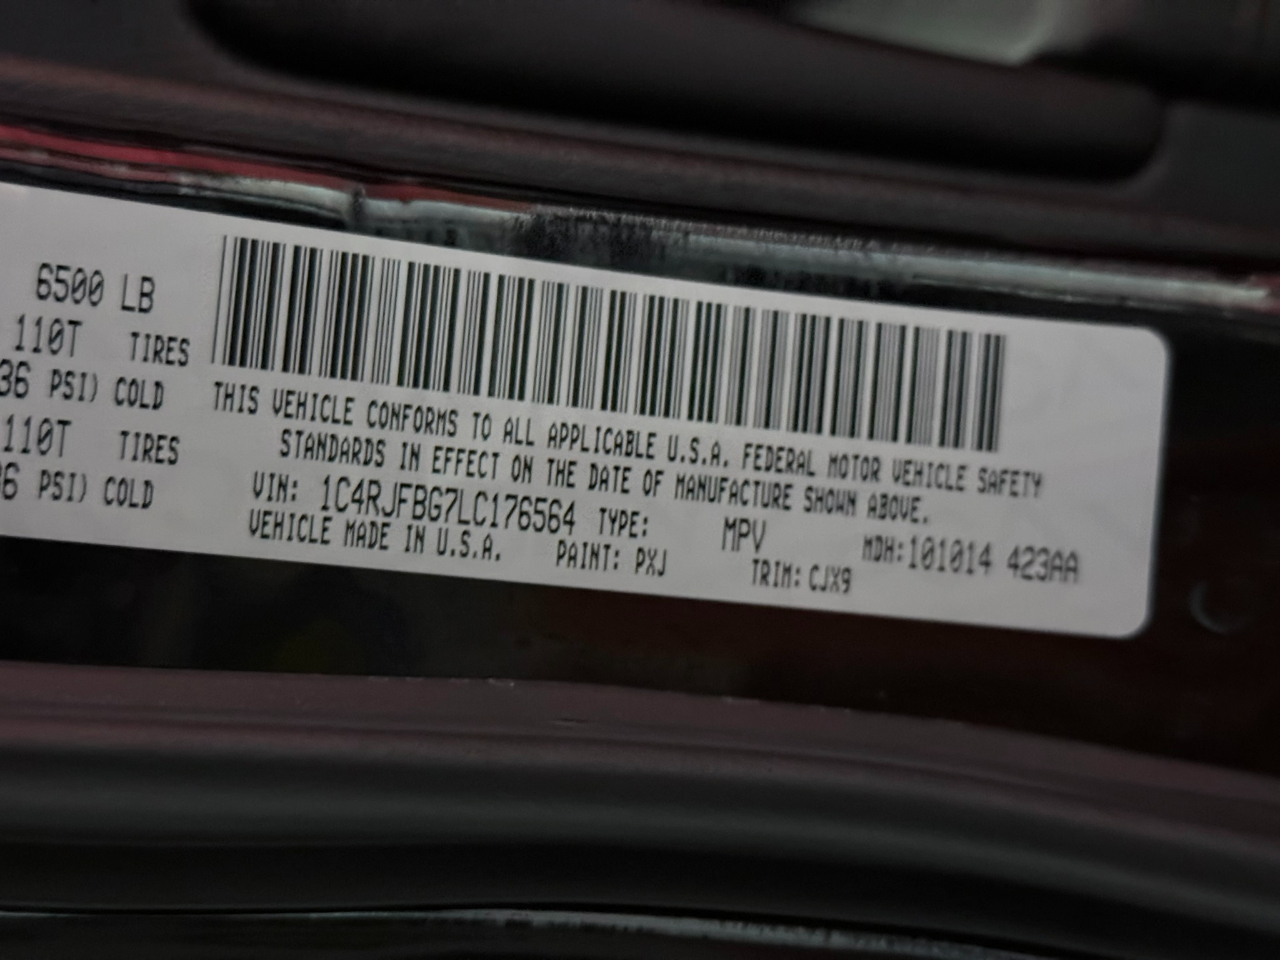 6500 LB
110T TIRES
36 PSI) COLD
110T TIRES
36 PSI) COLD
THIS VEHICLE CONFORMS TO ALL APPLICABLE U.S.A. FEDERAL MOTOR VEHICLE SAFETY
STANDARDS IN EFFECT ON THE DATE OF MANUFACTURE SHOWN ABOVE.
VIN: 1C4RJFBG7LC176564 TYPE: MPV MDH:101014 423AA
VEHICLE MADE IN U.S.A. PAINT: PXJ TRIM: CJX9